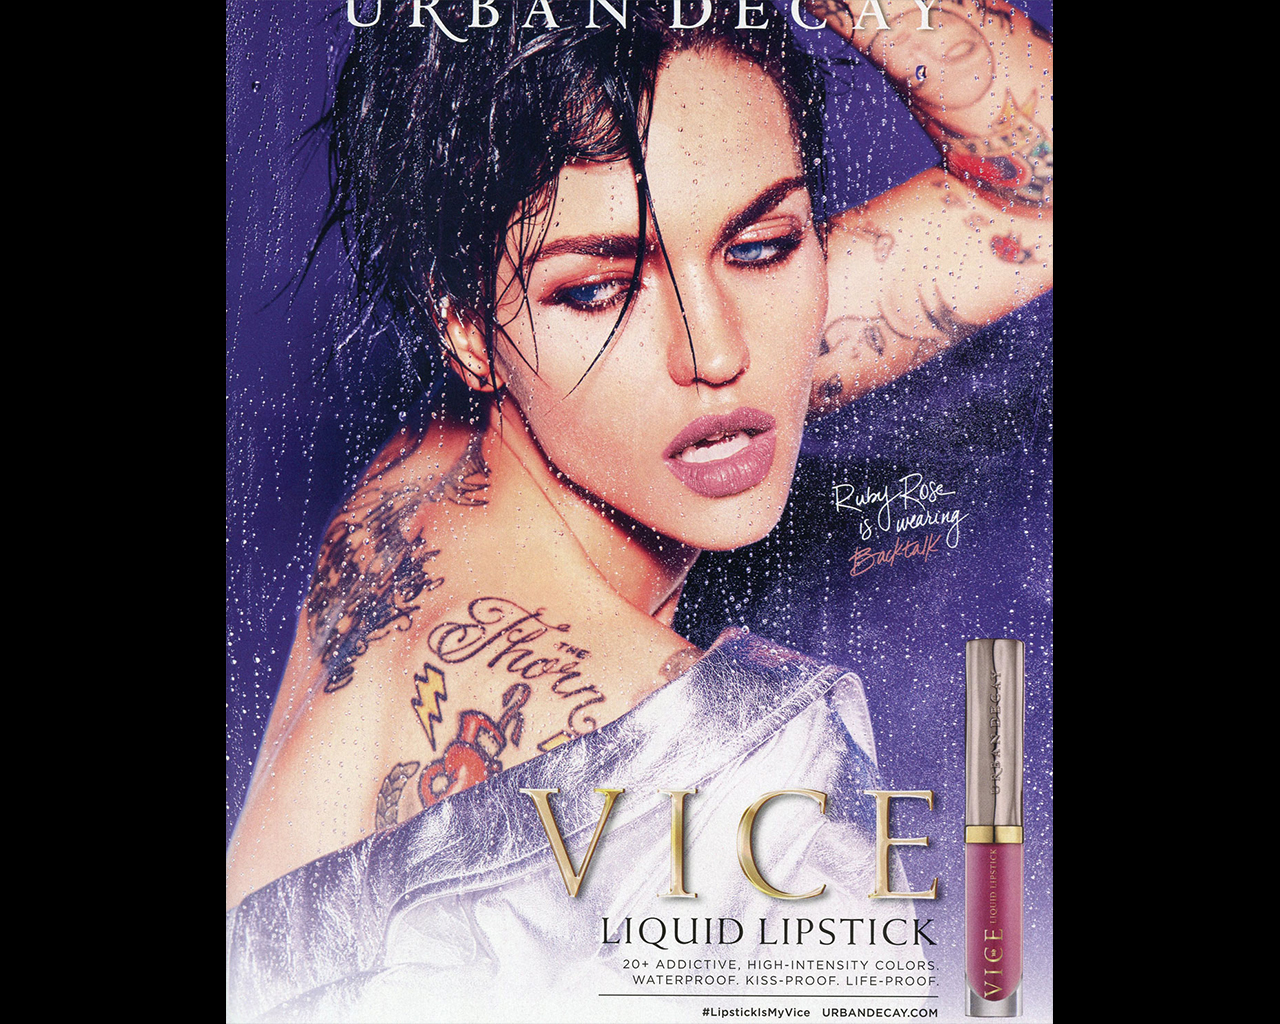 URBAN DECAY
Ruby Rose
is wearing
Backtalk
The Thorn
URBAN DECAY
VICE
LIQUID LIPSTICK
20+ ADDICTIVE, HIGH-INTENSITY COLORS.
WATERPROOF. KISS-PROOF. LIFE-PROOF.
#LipstickIsMyVice URBANDECAY.COM
VICE LIQUID LIPSTICK